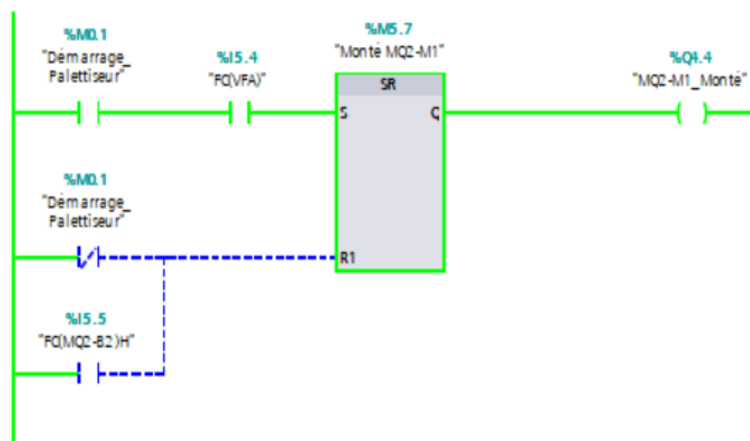 %M0.1
"Démarrage_
Palettiseur"
%I5.4
"FC(VFA)"
%M5.7
"Monté MQ2-M1"
SR
S
Q
%Q4.4
"MQ2-M1_Monté"
%M0.1
"Démarrage_
Palettiseur"
R1
%I5.5
"FC(MQ2-B2)H"